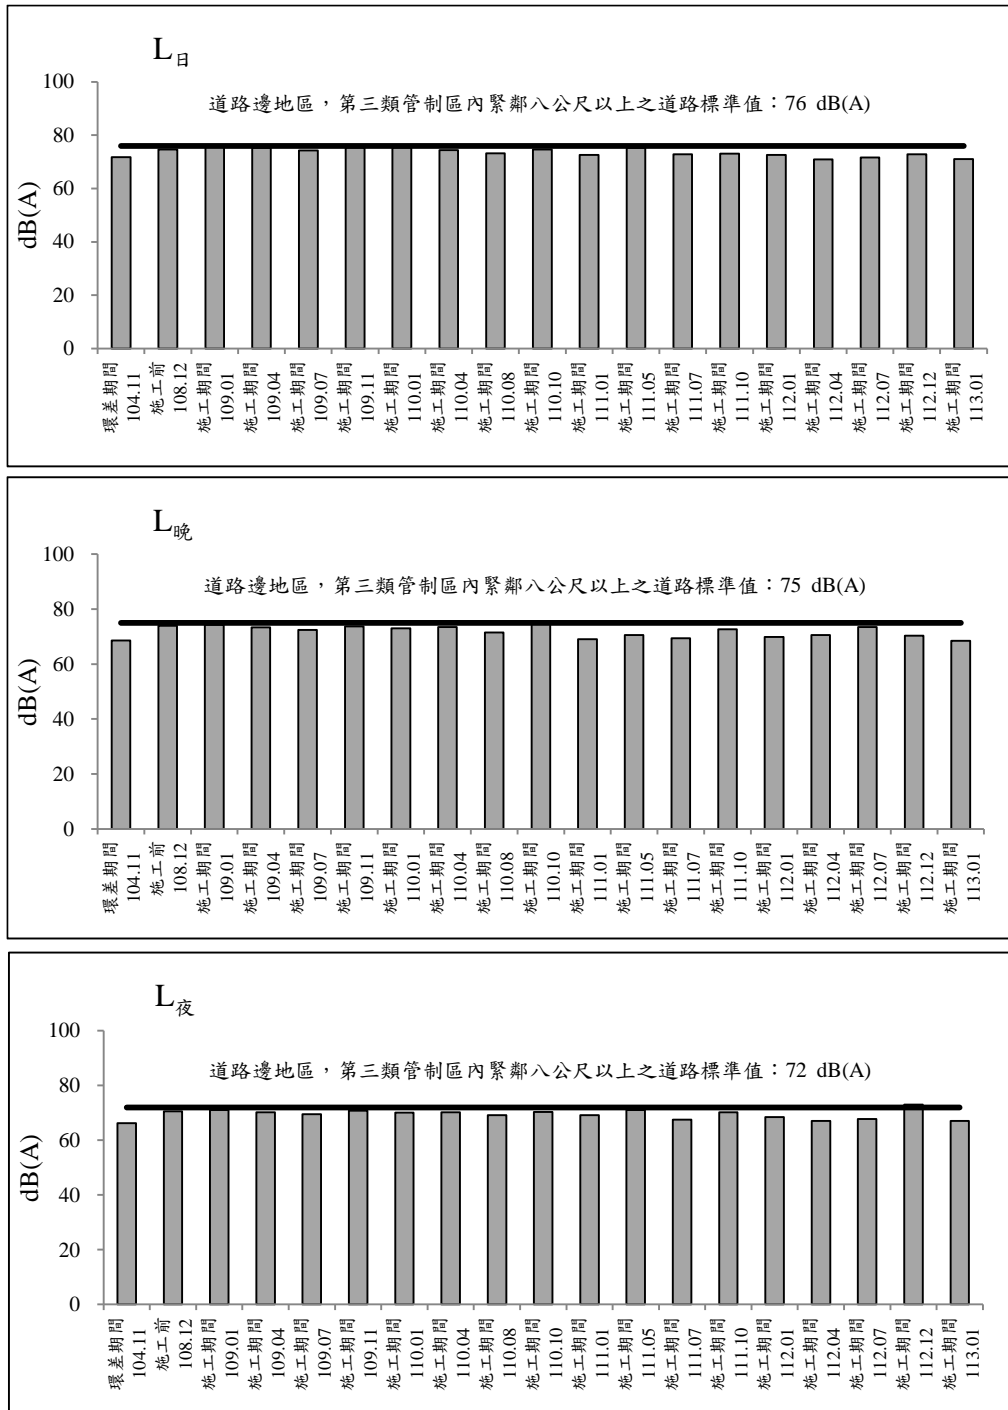 L日
道路邊地區，第三類管制區內緊鄰八公尺以上之道路標準值：76 dB(A)
dB(A)
100
80
60
40
20
0
環差期間 104.11
施工前 108.12
施工期間 109.01
施工期間 109.04
施工期間 109.07
施工期間 109.11
施工期間 110.01
施工期間 110.04
施工期間 110.08
施工期間 110.10
施工期間 111.01
施工期間 111.05
施工期間 111.07
施工期間 111.10
施工期間 112.01
施工期間 112.04
施工期間 112.07
施工期間 112.12
施工期間 113.01
L晚
道路邊地區，第三類管制區內緊鄰八公尺以上之道路標準值：75 dB(A)
dB(A)
100
80
60
40
20
0
環差期間 104.11
施工前 108.12
施工期間 109.01
施工期間 109.04
施工期間 109.07
施工期間 109.11
施工期間 110.01
施工期間 110.04
施工期間 110.08
施工期間 110.10
施工期間 111.01
施工期間 111.05
施工期間 111.07
施工期間 111.10
施工期間 112.01
施工期間 112.04
施工期間 112.07
施工期間 112.12
施工期間 113.01
L夜
道路邊地區，第三類管制區內緊鄰八公尺以上之道路標準值：72 dB(A)
dB(A)
100
80
60
40
20
0
環差期間 104.11
施工前 108.12
施工期間 109.01
施工期間 109.04
施工期間 109.07
施工期間 109.11
施工期間 110.01
施工期間 110.04
施工期間 110.08
施工期間 110.10
施工期間 111.01
施工期間 111.05
施工期間 111.07
施工期間 111.10
施工期間 112.01
施工期間 112.04
施工期間 112.07
施工期間 112.12
施工期間 113.01